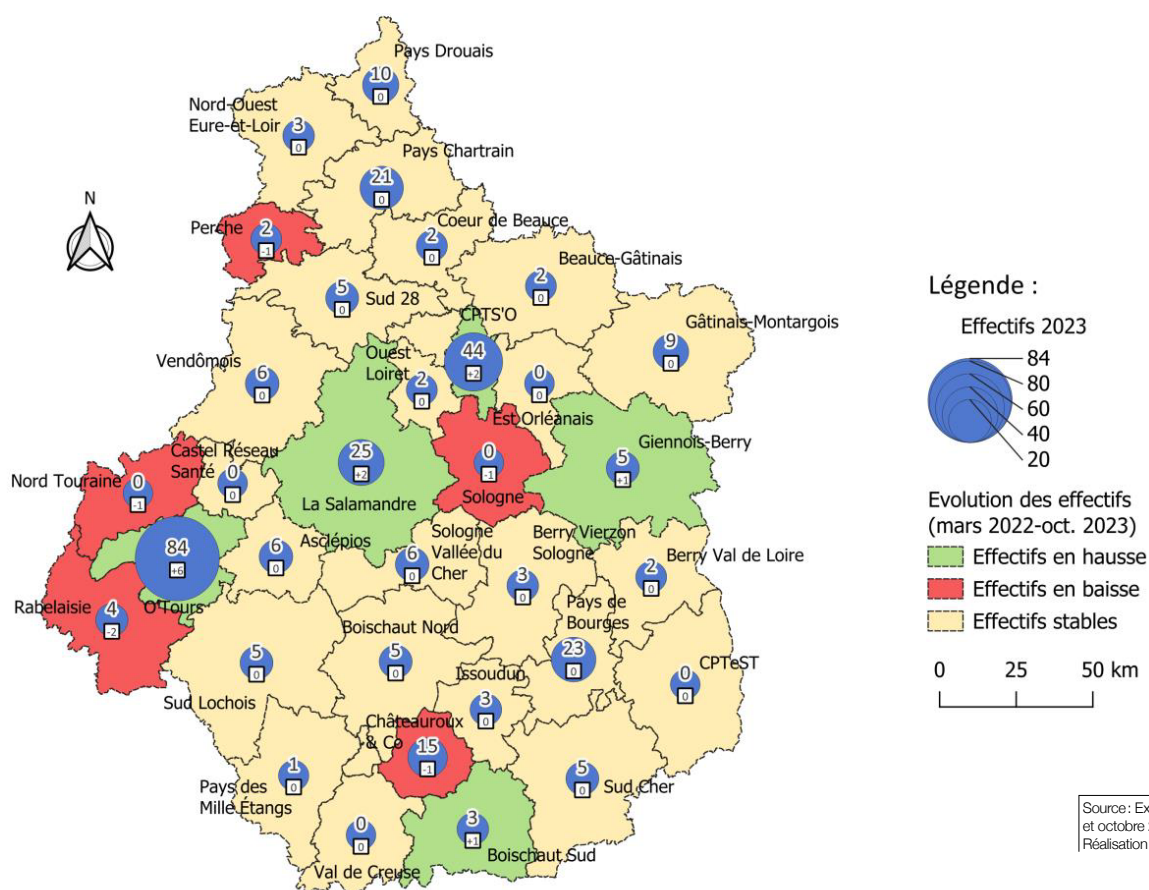 Pays Drouais
10
0
Nord-Ouest
Eure-et-Loir
3
0
Pays Chartrain
21
0
N
Perche
2
-1
Coeur de Beauce
2
0
Beauce-Gâtinais
2
0
5
0
Sud 28
CPTS'O
44
+2
Gâtinais-Montargois
9
0
Vendômois
6
0
Ouest
Loiret
2
0
0
0
Est Orléanais
Giennois-Berry
5
+1
25
+2
La Salamandre
0
-1
Sologne
Castel Réseau
Santé
0
0
Nord Touraine
0
-1
84
+6
O'Tours
Asclépios
6
0
Sologne
Vallée du
Cher
6
0
Berry Vierzon
Sologne
3
0
Berry Val de Loire
2
0
Rabelaisie
4
-2
Boischaut Nord
5
0
Pays de
Bourges
23
0
CPTeST
0
0
5
0
Sud Lochois
Issoudun
3
0
Châteauroux
& Co
15
-1
Pays des
Mille Étangs
1
0
5
0
Sud Cher
0
0
Val de Creuse
3
+1
Boischaut Sud
Légende :
Effectifs 2023
84
80
60
40
20
Evolution des effectifs
(mars 2022-oct. 2023)
Effectifs en hausse
Effectifs en baisse
Effectifs stables
0 25 50 km
Source: Ex
et octobre
Réalisation